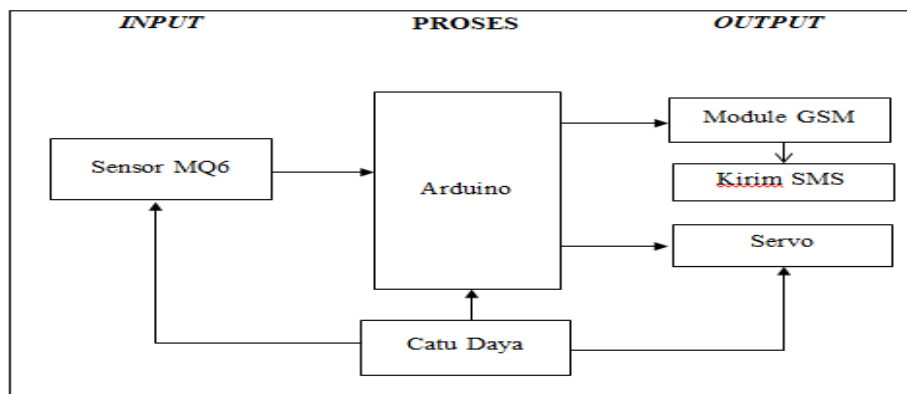 INPUT
PROSES
OUTPUT
Sensor MQ6
Arduino
Module GSM
Kirim SMS
Servo
Catu Daya